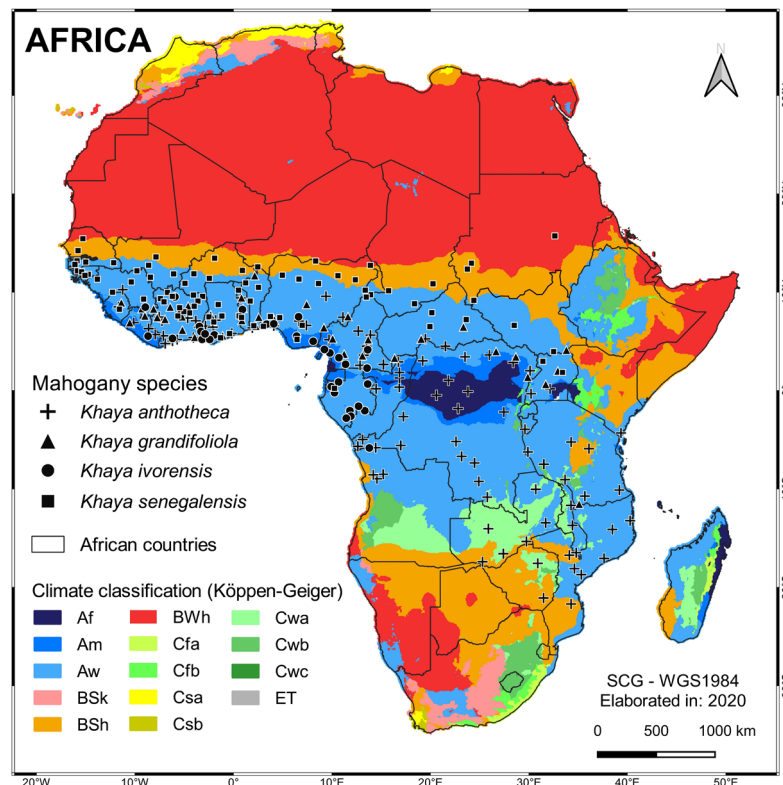 AFRICA
N
Mahogany species
Khaya anthotheca
Khaya grandifoliola
Khaya ivorensis
Khaya senegalensis
African countries
Climate classification (Köppen-Geiger)
Af
Am
Aw
BSk
BSh
BWh
Cfa
Cfb
Csa
Csb
Cwa
Cwb
Cwc
ET
SCG - WGS1984
Elaborated in: 2020
0 500 1000 km
20°W 10°W 0° 10°E 20°E 30°E 40°E 50°E